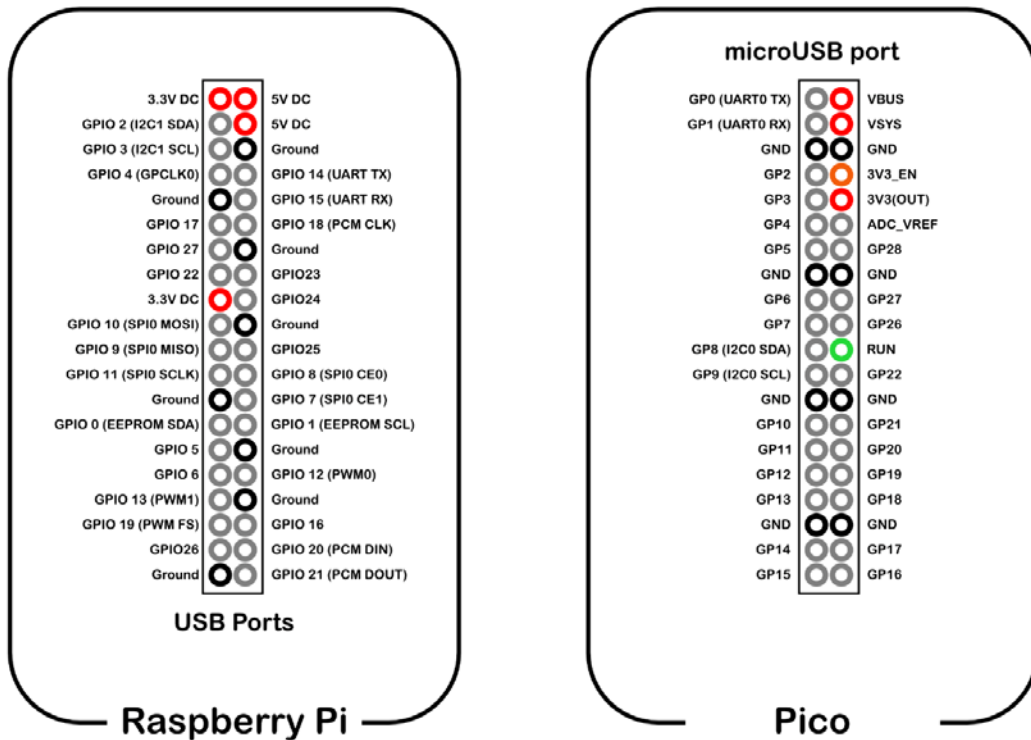 3.3V DC 5V DC
GPIO 2 (I2C1 SDA) 5V DC
GPIO 3 (I2C1 SCL) Ground
GPIO 4 (GPCLK0) GPIO 14 (UART TX)
Ground GPIO 15 (UART RX)
GPIO 17 GPIO 18 (PCM CLK)
GPIO 27 Ground
GPIO 22 GPIO23
3.3V DC GPIO24
GPIO 10 (SPI0 MOSI) Ground
GPIO 9 (SPI0 MISO) GPIO25
GPIO 11 (SPI0 SCLK) GPIO 8 (SPI0 CE0)
Ground GPIO 7 (SPI0 CE1)
GPIO 0 (EEPROM SDA) GPIO 1 (EEPROM SCL)
GPIO 5 Ground
GPIO 6 GPIO 12 (PWM0)
GPIO 13 (PWM1) Ground
GPIO 19 (PWM FS) GPIO 16
GPIO26 GPIO 20 (PCM DIN)
Ground GPIO 21 (PCM DOUT)
USB Ports
Raspberry Pi
microUSB port
GP0 (UART0 TX) VBUS
GP1 (UART0 RX) VSYS
GND GND
GP2 3V3_EN
GP3 3V3(OUT)
GP4 ADC_VREF
GP5 GP28
GND GND
GP6 GP27
GP7 GP26
GP8 (I2C0 SDA) RUN
GP9 (I2C0 SCL) GP22
GND GND
GP10 GP21
GP11 GP20
GP12 GP19
GP13 GP18
GND GND
GP14 GP17
GP15 GP16
Pico